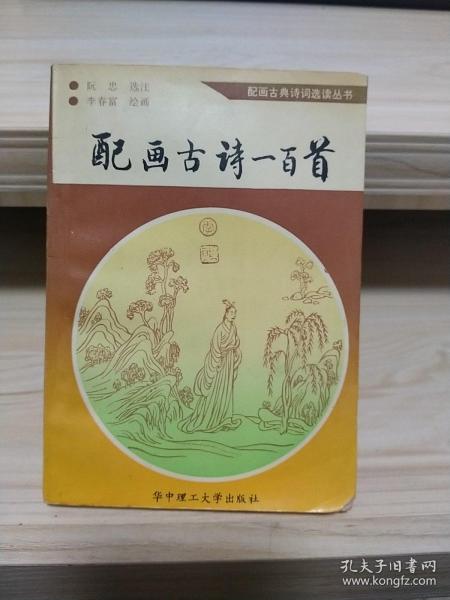 阮忠 选注
李春富 绘画
配画古典诗词选读丛书
配画古诗一百首
华中理工大学出版社
孔夫子旧书网
www.kongfz.com